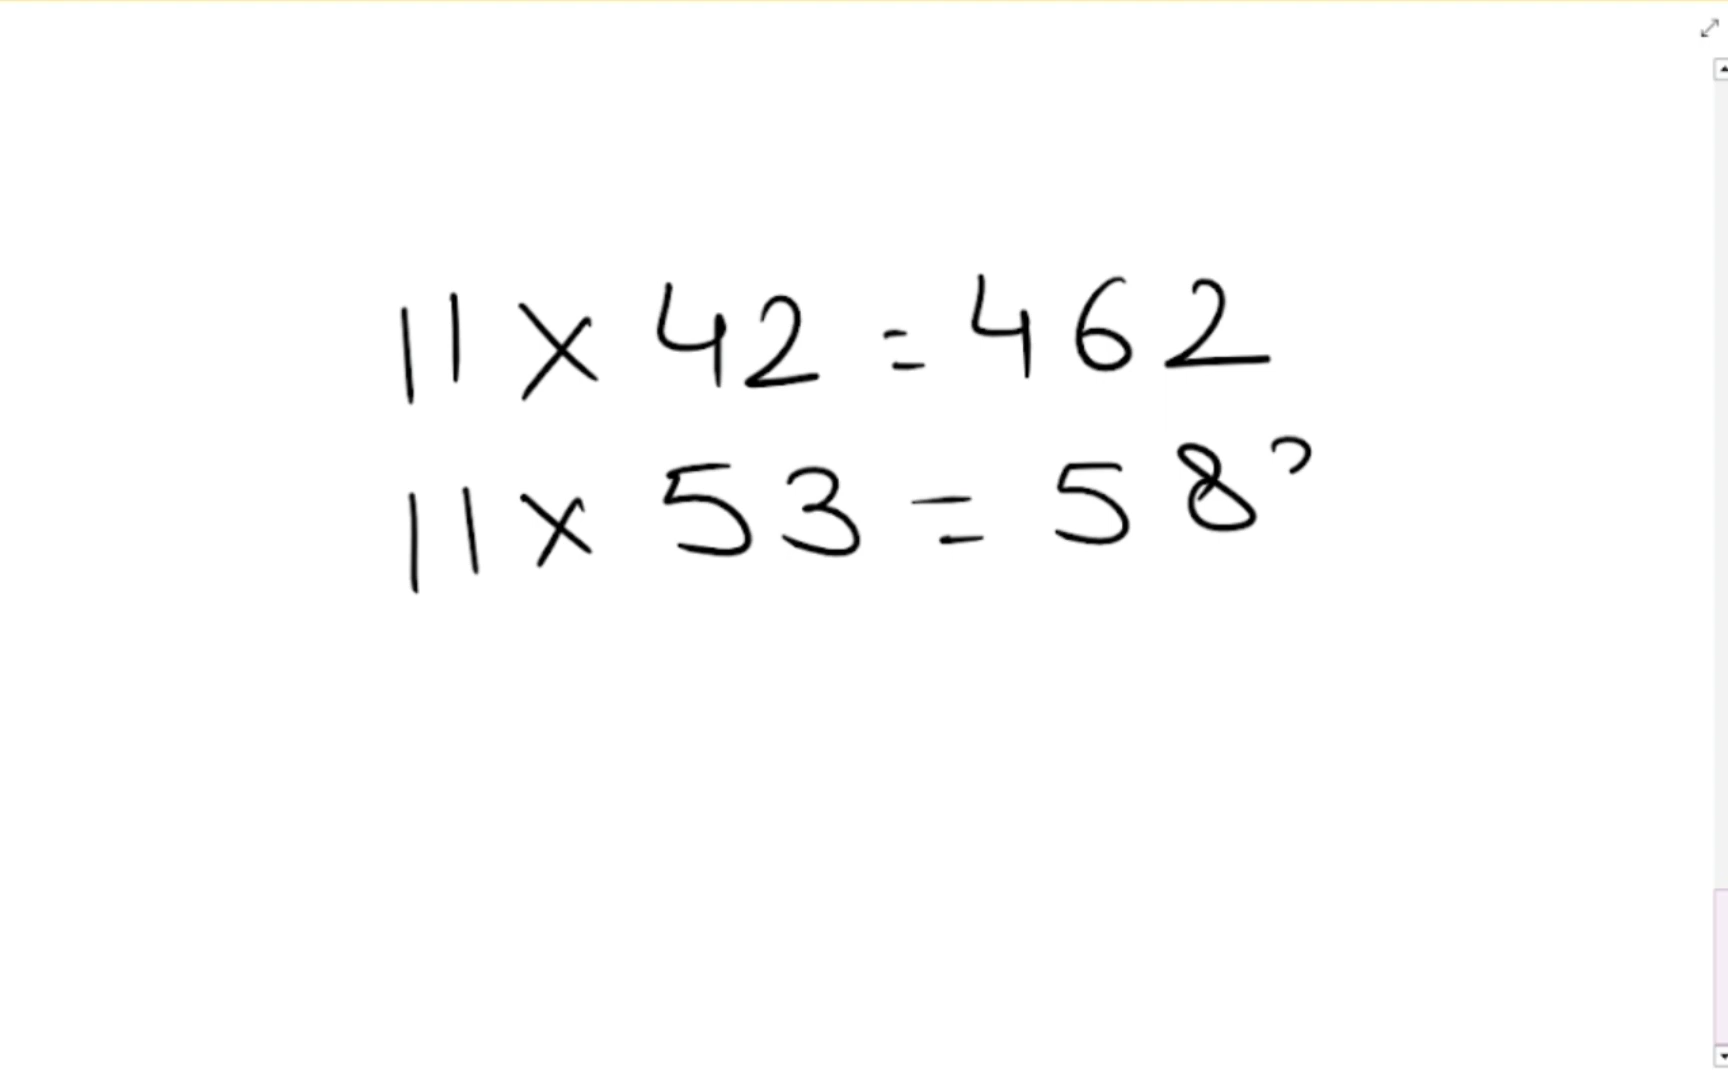 11 x 42 = 462
11 x 53 = 58